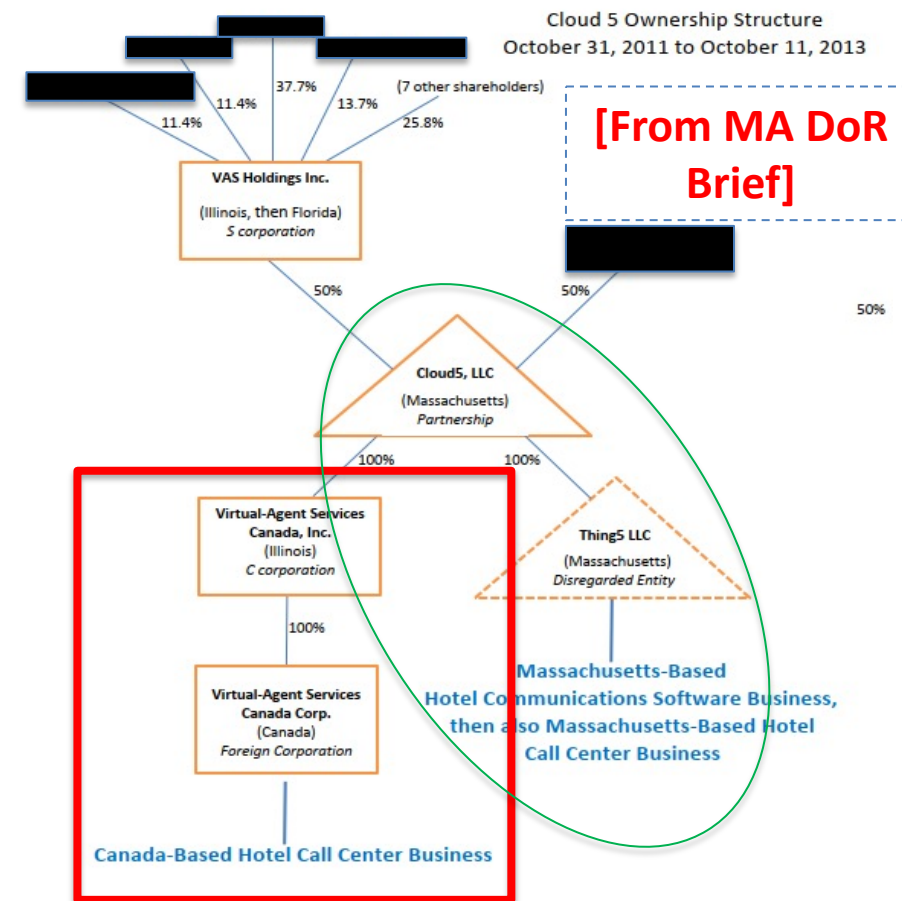 Cloud 5 Ownership Structure
October 31, 2011 to October 11, 2013
[From MA DoR
Brief]
11.4%
11.4%
37.7%
13.7%
(7 other shareholders)
25.8%
VAS Holdings Inc.
(Illinois, then Florida)
S corporation
50%
50%
50%
Cloud5, LLC
(Massachusetts)
Partnership
100%
100%
Virtual-Agent Services
Canada, Inc.
(Illinois)
C corporation
Thing5 LLC
(Massachusetts)
Disregarded Entity
100%
Virtual-Agent Services
Canada Corp.
(Canada)
Foreign Corporation
Massachusetts-Based
Hotel Communications Software Business,
then also Massachusetts-Based Hotel
Call Center Business
Canada-Based Hotel Call Center Business